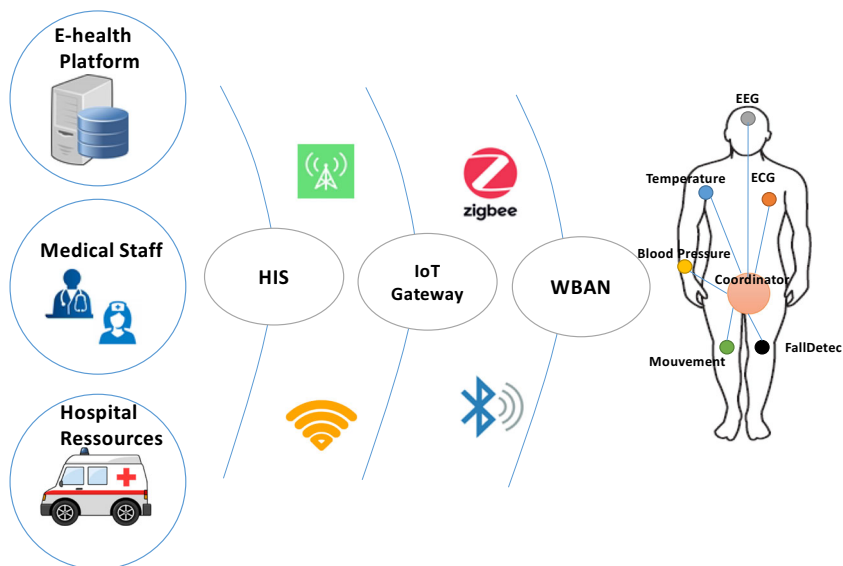 E-health
Platform
Medical Staff
Hospital
Ressources
HIS
IoT
Gateway
zigbee
WBAN
EEG
Temperature
ECG
Blood Pressure
Coordinator
Mouvement
FallDetec